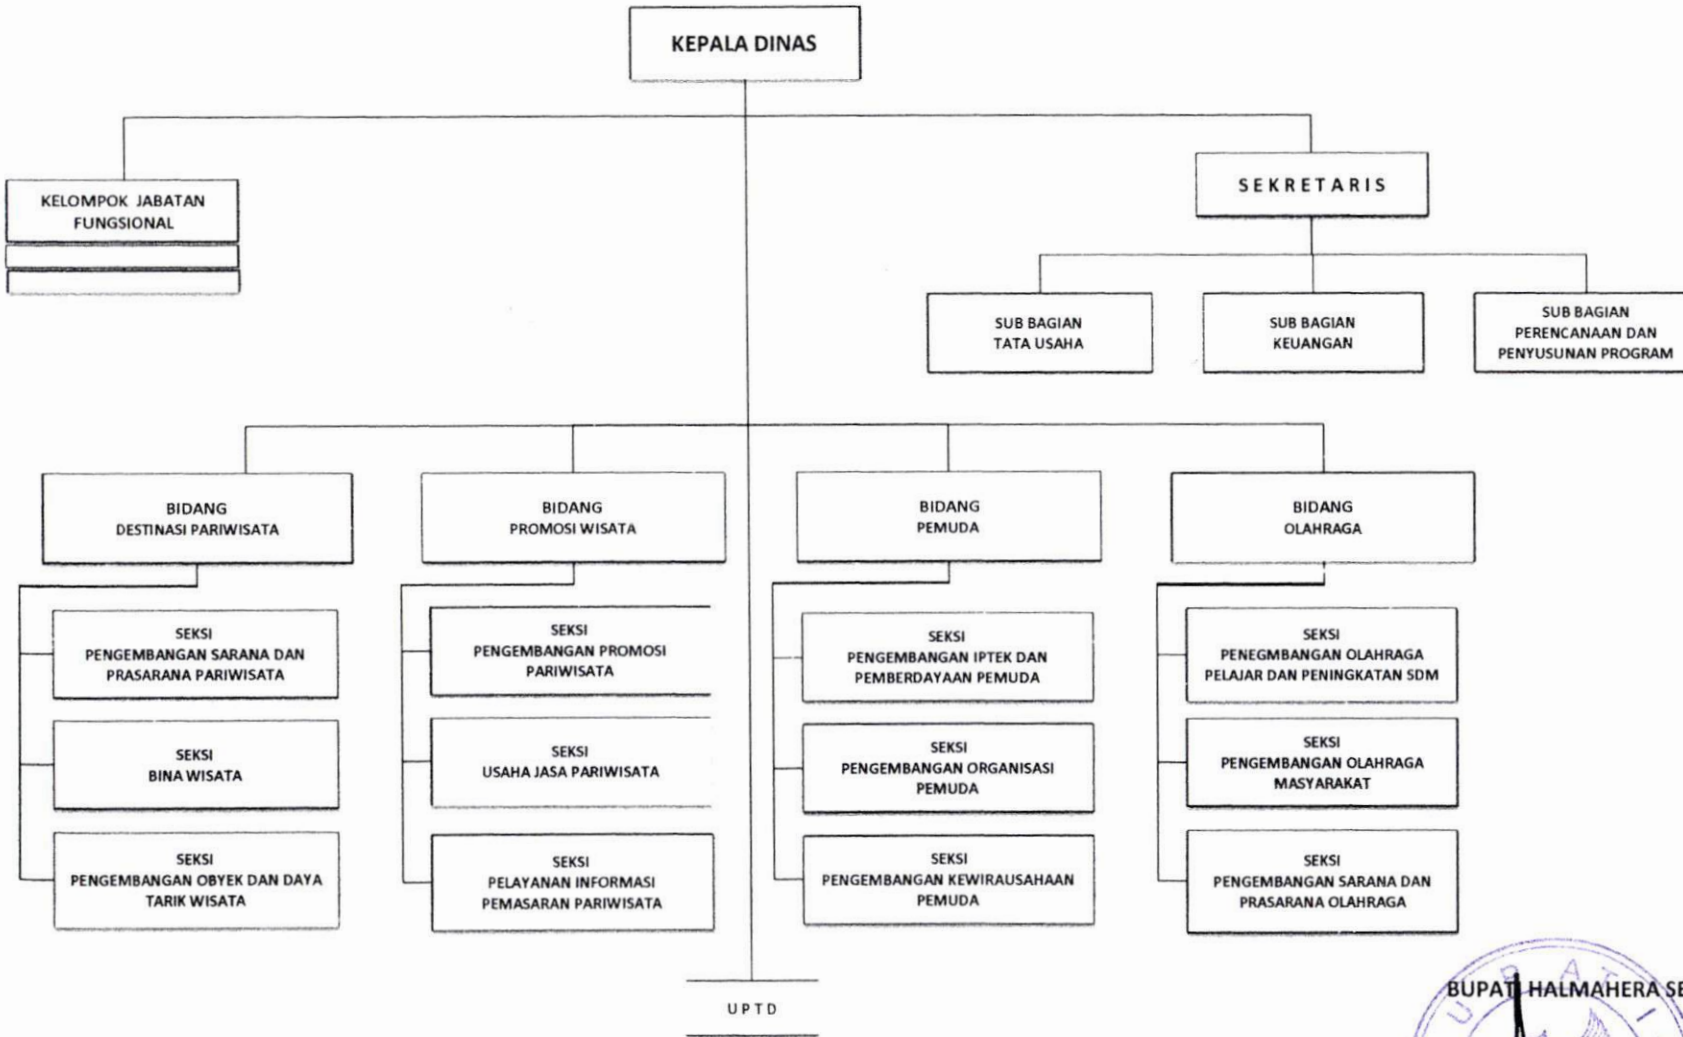 KEPALA DINAS
KELOMPOK JABATAN
FUNGSIONAL
SEKRETARIS
SUB BAGIAN
TATA USAHA
SUB BAGIAN
KEUANGAN
SUB BAGIAN
PERENCANAAN DAN
PENYUSUNAN PROGRAM
BIDANG
DESTINASI PARIWISATA
BIDANG
PROMOSI WISATA
BIDANG
PEMUDA
BIDANG
OLAHRAGA
SEKSI
PENGEMBANGAN SARANA DAN
PRASARANA PARIWISATA
SEKSI
BINA WISATA
SEKSI
PENGEMBANGAN OBYEK DAN DAYA
TARIK WISATA
SEKSI
PENGEMBANGAN PROMOSI
PARIWISATA
SEKSI
USAHA JASA PARIWISATA
SEKSI
PELAYANAN INFORMASI
PEMASARAN PARIWISATA
SEKSI
PENGEMBANGAN IPTEK DAN
PEMBERDAYAAN PEMUDA
SEKSI
PENGEMBANGAN ORGANISASI
PEMUDA
SEKSI
PENGEMBANGAN KEWIRAUSAHAAN
PEMUDA
SEKSI
PENEGMBANGAN OLAHRAGA
PELAJAR DAN PENINGKATAN SDM
SEKSI
PENGEMBANGAN OLAHRAGA
MASYARAKAT
SEKSI
PENGEMBANGAN SARANA DAN
PRASARANA OLAHRAGA
UPTD
BUPATI HALMAHERA SE
BUPATI